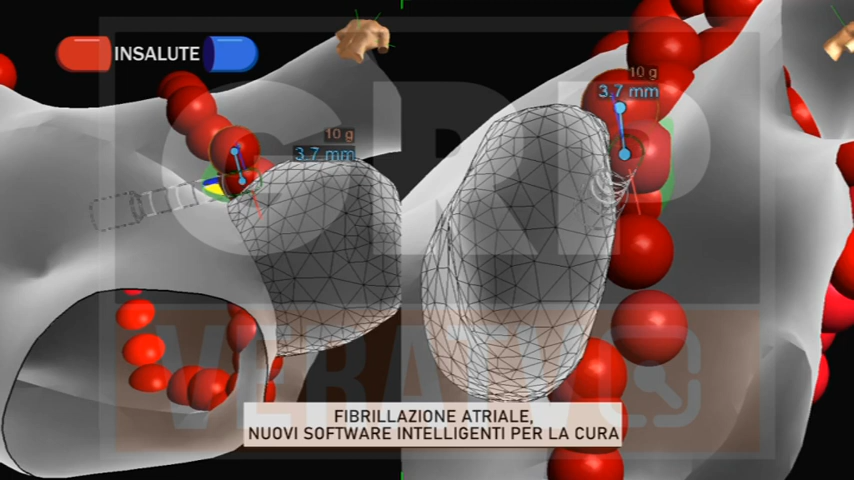 INSALUTE
10 g
3.7 mm
10 g
3.7 mm
FIBRILLAZIONE ATRIALE,
NUOVI SOFTWARE INTELLIGENTI PER LA CURA